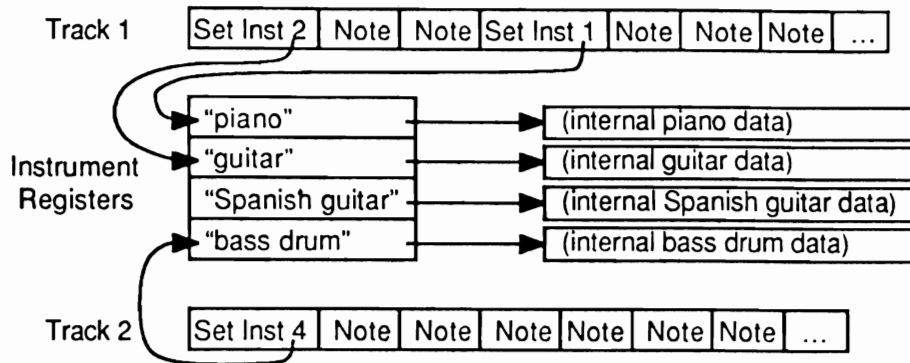 Track 1 Set Inst 2 Note Note Set Inst 1 Note Note Note ...
“piano” (internal piano data)
“guitar” (internal guitar data)
Instrument Registers
“Spanish guitar” (internal Spanish guitar data)
“bass drum” (internal bass drum data)
Track 2 Set Inst 4 Note Note Note Note Note Note ...